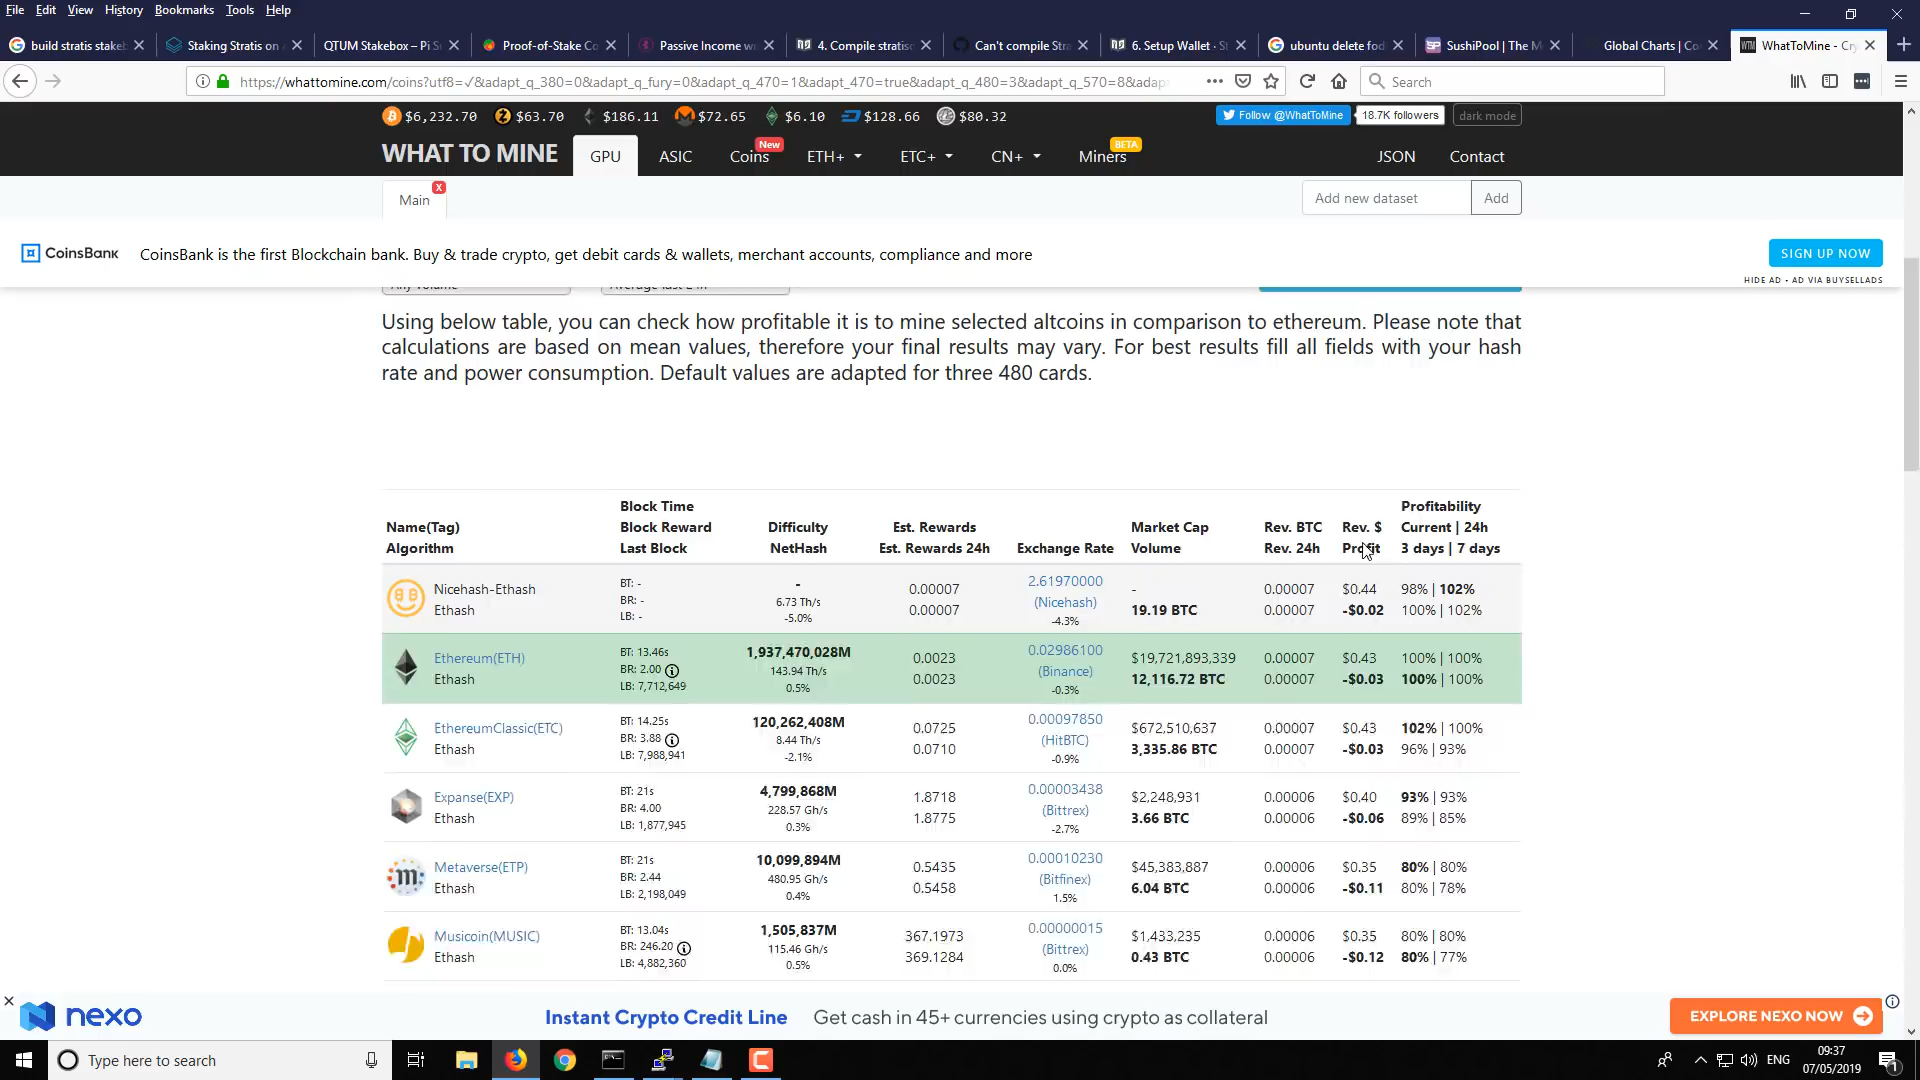 File Edit View History Bookmarks Tools Help
build stratis stake
Staking Stratis on
QTUM Stakebox – Pi S
Proof-of-Stake Co
Passive Income w
4. Compile stratis
Can't compile Stra
6. Setup Wallet · S
ubuntu delete fol
SushiPool | The M
Global Charts | Co
WhatToMine - Cry
https://whattomine.com/coins?utf8=✓&adapt_q_380=0&adapt_q_fury=0&adapt_q_470=1&adapt_470=true&adapt_q_480=3&adapt_q_570=8&adap
Search
$6,232.70 $63.70 $186.11 $72.65 $6.10 $128.66 $80.32
Follow @WhatToMine 18.7K followers dark mode
WHAT TO MINE GPU ASIC Coins New ETH+ ETC+ CN+ Miners BETA JSON Contact
Main x
Add new dataset Add
CoinsBank
CoinsBank is the first Blockchain bank. Buy & trade crypto, get debit cards & wallets, merchant accounts, compliance and more
SIGN UP NOW
HIDE AD • AD VIA BUYSELLADS
Using below table, you can check how profitable it is to mine selected altcoins in comparison to ethereum. Please note that
calculations are based on mean values, therefore your final results may vary. For best results fill all fields with your hash
rate and power consumption. Default values are adapted for three 480 cards.
Name(Tag)
Algorithm
Block Time
Block Reward
Last Block
Difficulty
NetHash
Est. Rewards
Est. Rewards 24h
Exchange Rate
Market Cap
Volume
Rev. BTC
Rev. 24h
Rev. $
Profit
Profitability
Current | 24h
3 days | 7 days
Nicehash-Ethash
Ethash
BT: -
BR: -
LB: -
-
6.73 Th/s
-5.0%
0.00007
0.00007
2.61970000
(Nicehash)
-4.3%
-
19.19 BTC
0.00007
0.00007
$0.44
-$0.02
98% | 102%
100% | 102%
Ethereum(ETH)
Ethash
BT: 13.46s
BR: 2.00
LB: 7,712,649
1,937,470,028M
143.94 Th/s
0.5%
0.0023
0.0023
0.02986100
(Binance)
-0.3%
$19,721,893,339
12,116.72 BTC
0.00007
0.00007
$0.43
-$0.03
100% | 100%
100% | 100%
EthereumClassic(ETC)
Ethash
BT: 14.25s
BR: 3.88
LB: 7,988,941
120,262,408M
8.44 Th/s
-2.1%
0.0725
0.0710
0.00097850
(HitBTC)
-0.9%
$672,510,637
3,335.86 BTC
0.00007
0.00007
$0.43
-$0.03
102% | 100%
96% | 93%
Expanse(EXP)
Ethash
BT: 21s
BR: 4.00
LB: 1,877,945
4,799,868M
228.57 Gh/s
0.3%
1.8718
1.8775
0.00003438
(Bittrex)
-2.7%
$2,248,931
3.66 BTC
0.00006
0.00006
$0.40
-$0.06
93% | 93%
89% | 85%
Metaverse(ETP)
Ethash
BT: 21s
BR: 2.44
LB: 2,198,049
10,099,894M
480.95 Gh/s
0.4%
0.5435
0.5458
0.00010230
(Bitfinex)
1.5%
$45,383,887
6.04 BTC
0.00006
0.00006
$0.35
-$0.11
80% | 80%
80% | 78%
Musicoin(MUSIC)
Ethash
BT: 13.04s
BR: 246.20
LB: 4,882,360
1,505,837M
115.46 Gh/s
0.5%
367.1973
369.1284
0.00000015
(Bittrex)
0.0%
$1,433,235
0.43 BTC
0.00006
0.00006
$0.35
-$0.12
80% | 80%
80% | 77%
nexo
Instant Crypto Credit Line Get cash in 45+ currencies using crypto as collateral
EXPLORE NEXO NOW
Type here to search
ENG
09:37
07/05/2019